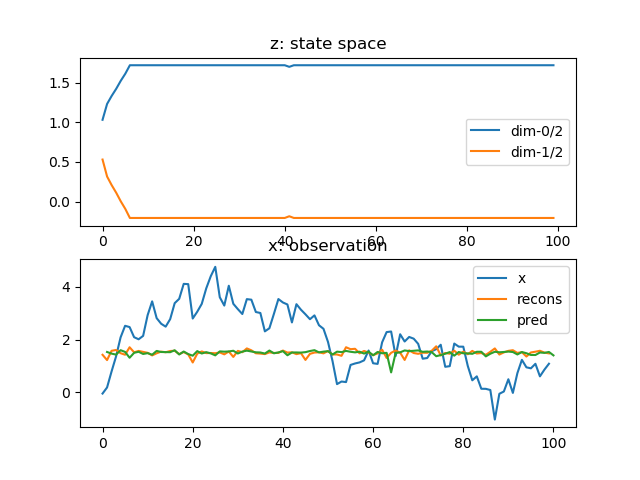 z: state space
1.5
1.0
0.5
0.0
dim-0/2
dim-1/2
0 20 40 60 80 100
x: observation
4
2
0
x
recons
pred
0 20 40 60 80 100